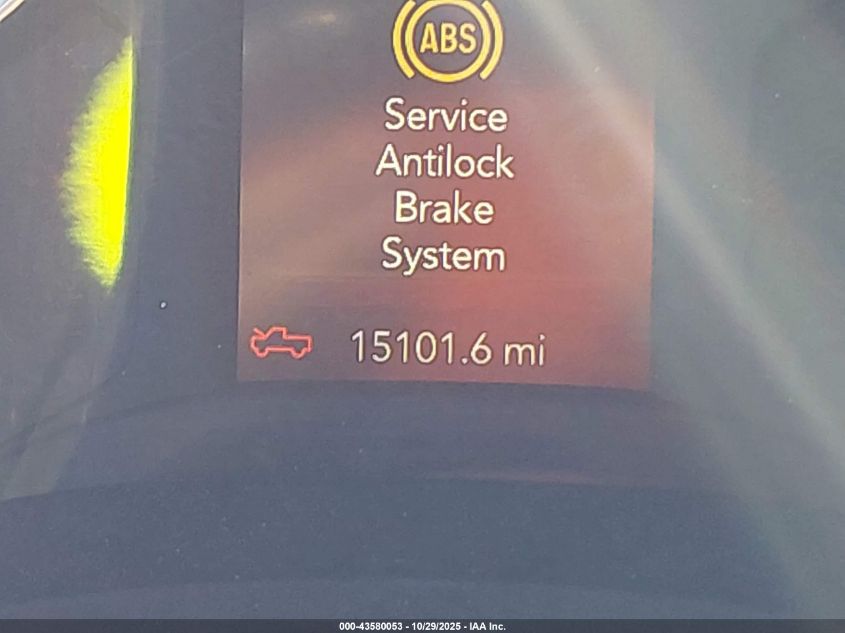 ABS
Service
Antilock
Brake
System
15101.6 mi
000-43580053 - 10/29/2025 - IAA Inc.